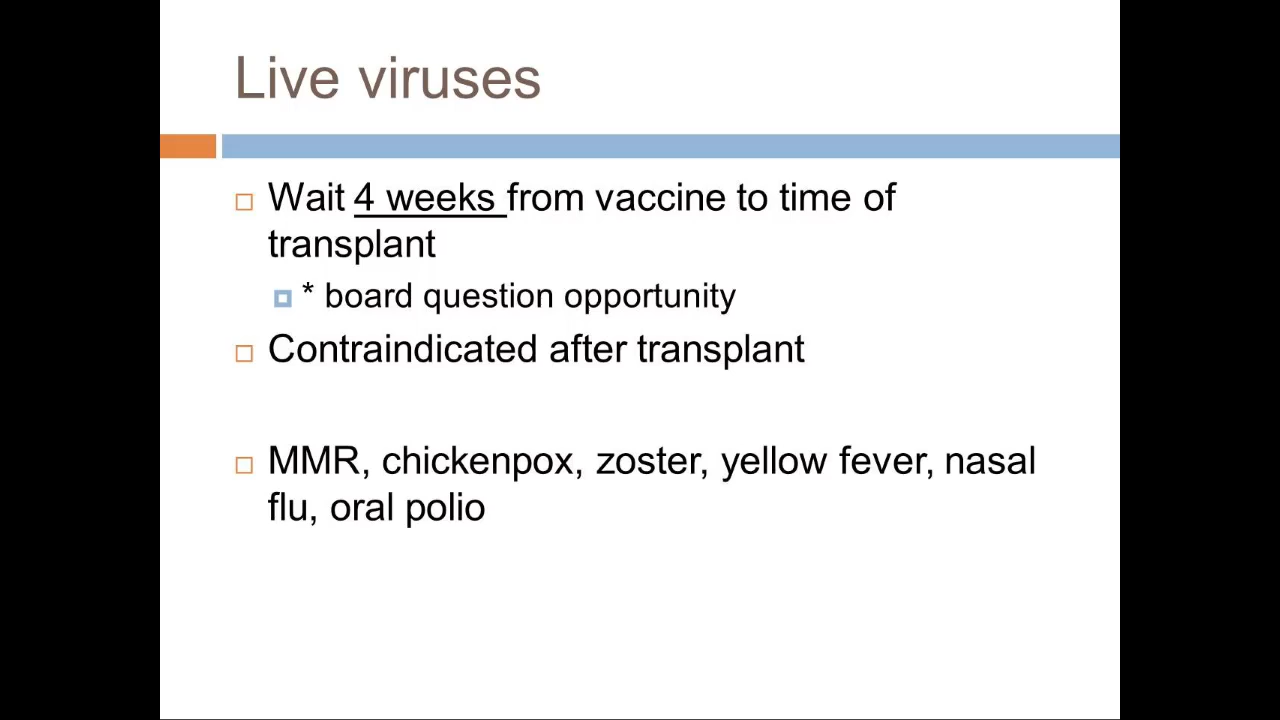 Live viruses
Wait 4 weeks from vaccine to time of
transplant
* board question opportunity
Contraindicated after transplant
MMR, chickenpox, zoster, yellow fever, nasal
flu, oral polio